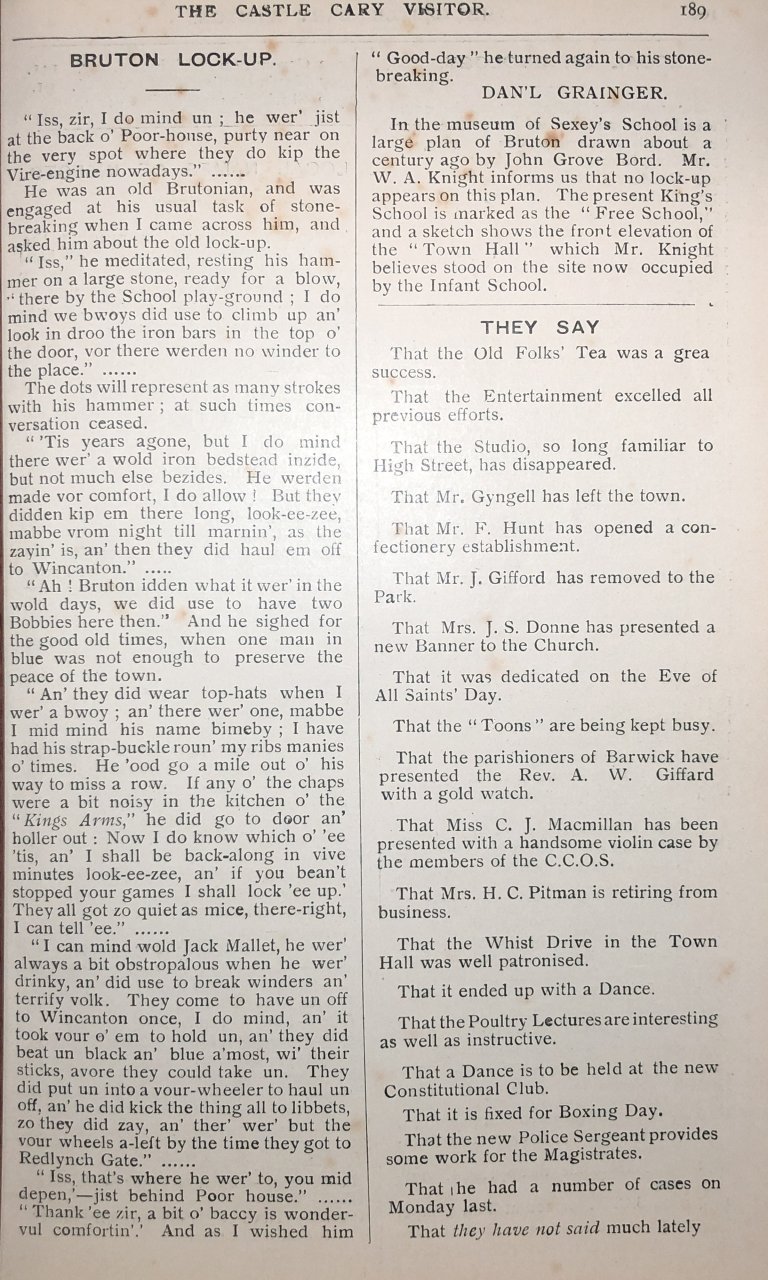 THE CASTLE CARY VISITOR. 189
BRUTON LOCK-UP.
“ Iss, zir, I do mind un ; he wer’ jist
at the back o’ Poor-house, purty near on
the very spot where they do kip the
Vire-engine nowadays.” ......
He was an old Brutonian, and was
engaged at his usual task of stone-
breaking when I came across him, and
asked him about the old lock-up.
“ Iss,” he meditated, resting his ham-
mer on a large stone, ready for a blow,
“ there by the School play-ground ; I do
mind we bwoys did use to climb up an’
look in droo the iron bars in the top o’
the door, vor there werden no winder to
the place.” ......
The dots will represent as many strokes
with his hammer ; at such times con-
versation ceased.
“ ’Tis years agone, but I do mind
there wer’ a wold iron bedstead inzide,
but not much else bezides. He werden
made vor comfort, I do allow ! But they
didden kip em there long, look-ee-zee,
mabbe vrom night till marnin’, as the
zayin’ is, an’ then they did haul em off
to Wincanton.” .....
“ Ah ! Bruton idden what it wer’ in the
wold days, we did use to have two
Bobbies here then.” And he sighed for
the good old times, when one man in
blue was not enough to preserve the
peace of the town.
“ An’ they did wear top-hats when I
wer’ a bwoy ; an’ there wer’ one, mabbe
I mid mind his name bimeby ; I have
had his strap-buckle roun’ my ribs manies
o’ times. He ’ood go a mile out o’ his
way to miss a row. If any o’ the chaps
were a bit noisy in the kitchen o’ the
“Kings Arms,” he did go to door an’
holler out : Now I do know which o’ ’ee
’tis, an’ I shall be back-along in vive
minutes look-ee-zee, an’ if you bean’t
stopped your games I shall lock ’ee up.’
They all got zo quiet as mice, there-right,
I can tell ’ee.” ......
“ I can mind wold Jack Mallet, he wer’
always a bit obstropalous when he wer’
drinky, an’ did use to break winders an’
terrify volk. They come to have un off
to Wincanton once, I do mind, an’ it
took vour o’ em to hold un, an’ they did
beat un black an’ blue a’most, wi’ their
sticks, avore they could take un. They
did put un into a vour-wheeler to haul un
off, an’ he did kick the thing all to libbets,
zo they did zay, an’ ther’ wer’ but the
vour wheels a-left by the time they got to
Redlynch Gate.” ......
“ Iss, that’s where he wer’ to, you mid
depen,’—jist behind Poor house.” ......
“ Thank ’ee zir, a bit o’ baccy is wonder-
vul comfortin’.’ And as I wished him
“ Good-day ” he turned again to his stone-
breaking.
DAN’L GRAINGER.
In the museum of Sexey’s School is a
large plan of Bruton drawn about a
century ago by John Grove Bord. Mr.
W. A. Knight informs us that no lock-up
appears on this plan. The present King’s
School is marked as the “ Free School,”
and a sketch shows the front elevation of
the “ Town Hall ” which Mr. Knight
believes stood on the site now occupied
by the Infant School.
THEY SAY
That the Old Folks’ Tea was a grea
success.
That the Entertainment excelled all
previous efforts.
That the Studio, so long familiar to
High Street, has disappeared.
That Mr. Gyngell has left the town.
That Mr. F. Hunt has opened a con-
fectionery establishment.
That Mr. J. Gifford has removed to the
Park.
That Mrs. J. S. Donne has presented a
new Banner to the Church.
That it was dedicated on the Eve of
All Saints’ Day.
That the “ Toons ” are being kept busy.
That the parishioners of Barwick have
presented the Rev. A. W. Giffard
with a gold watch.
That Miss C. J. Macmillan has been
presented with a handsome violin case by
the members of the C.C.O.S.
That Mrs. H. C. Pitman is retiring from
business.
That the Whist Drive in the Town
Hall was well patronised.
That it ended up with a Dance.
That the Poultry Lectures are interesting
as well as instructive.
That a Dance is to be held at the new
Constitutional Club.
That it is fixed for Boxing Day.
That the new Police Sergeant provides
some work for the Magistrates.
That he had a number of cases on
Monday last.
That they have not said much lately